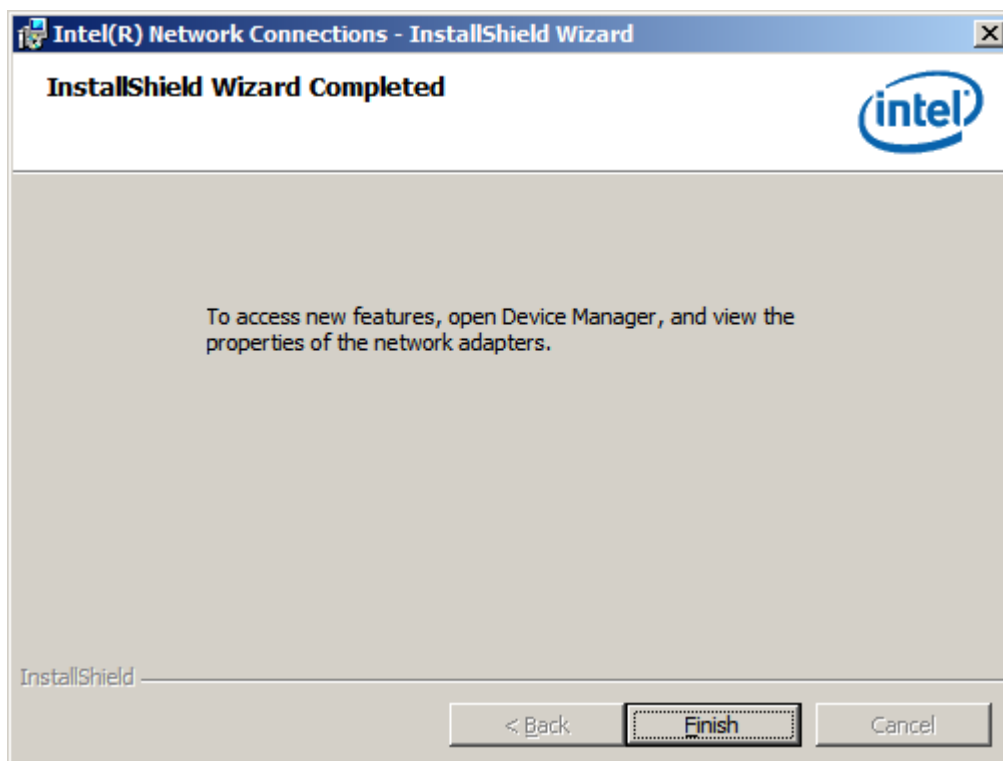 Intel(R) Network Connections - InstallShield Wizard
InstallShield Wizard Completed
intel
To access new features, open Device Manager, and view the
properties of the network adapters.
InstallShield
< Back
Finish
Cancel